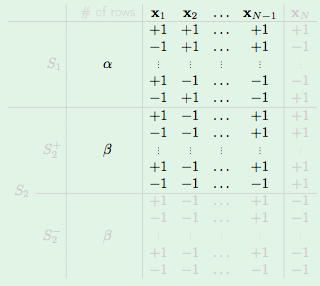 # of rows x₁ x₂ … x_{N−1} x_N
+1 +1 … +1 +1
−1 +1 … +1 −1
S₁ α ⋮ ⋮ ⋮ ⋮
+1 −1 … −1 +1
−1 +1 … −1 −1
+1 −1 … +1 +1
−1 −1 … +1 +1
S₂⁺ β ⋮ ⋮ ⋮ ⋮
+1 −1 … −1 +1
S₂ −1 −1 … −1 +1
+1 −1 … +1 −1
−1 −1 … +1 −1
S₂⁻ β ⋮ ⋮ ⋮ ⋮
+1 −1 … −1 −1
−1 −1 … −1 −1